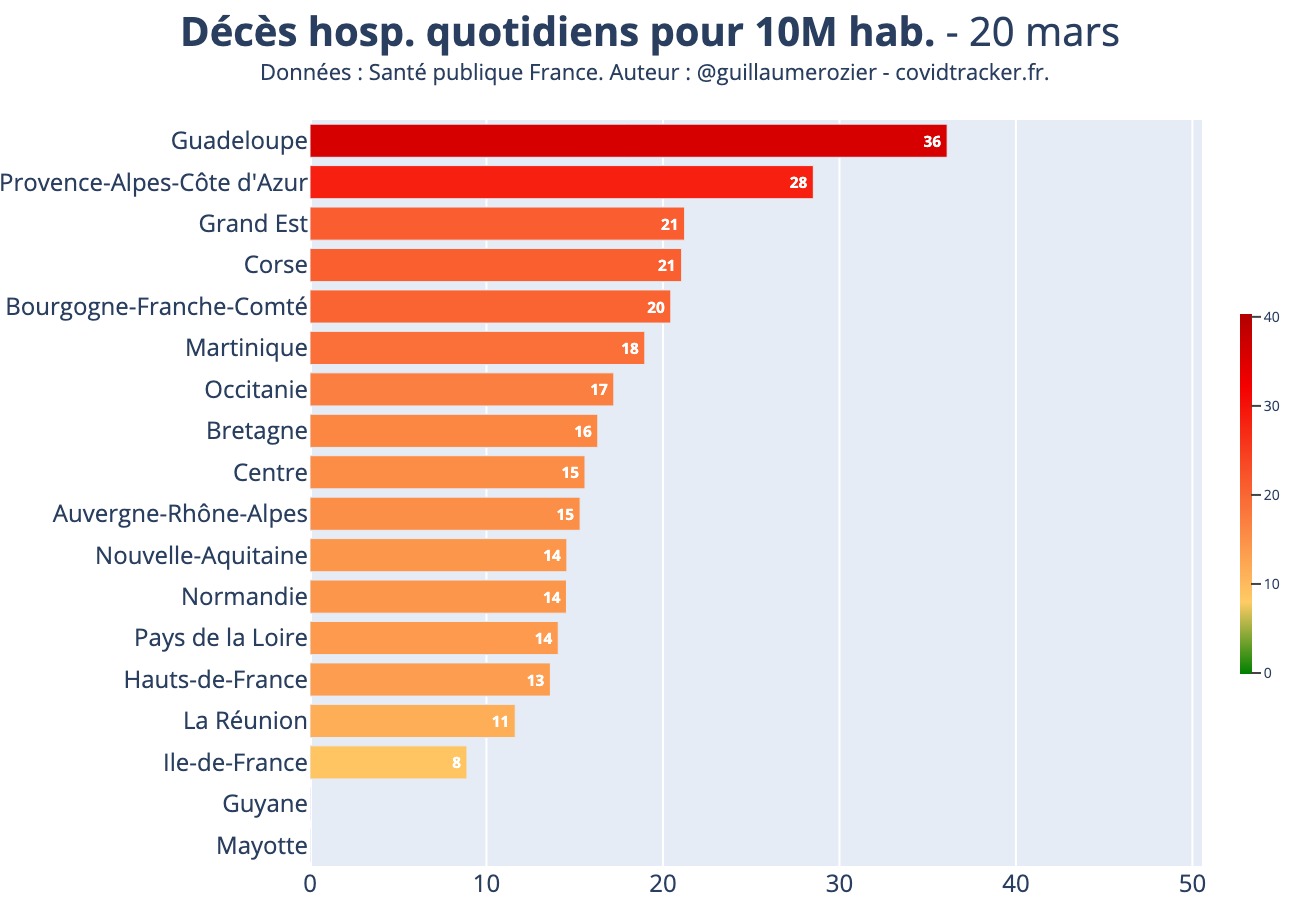 Décès hosp. quotidiens pour 10M hab. - 20 mars
Données : Santé publique France. Auteur : @guillaumerozier - covidtracker.fr.
Guadeloupe 36
Provence-Alpes-Côte d'Azur 28
Grand Est 21
Corse 21
Bourgogne-Franche-Comté 20
Martinique 18
Occitanie 17
Bretagne 16
Centre 15
Auvergne-Rhône-Alpes 15
Nouvelle-Aquitaine 14
Normandie 14
Pays de la Loire 14
Hauts-de-France 13
La Réunion 11
Ile-de-France 8
Guyane
Mayotte
0 10 20 30 40 50
40
30
20
10
0